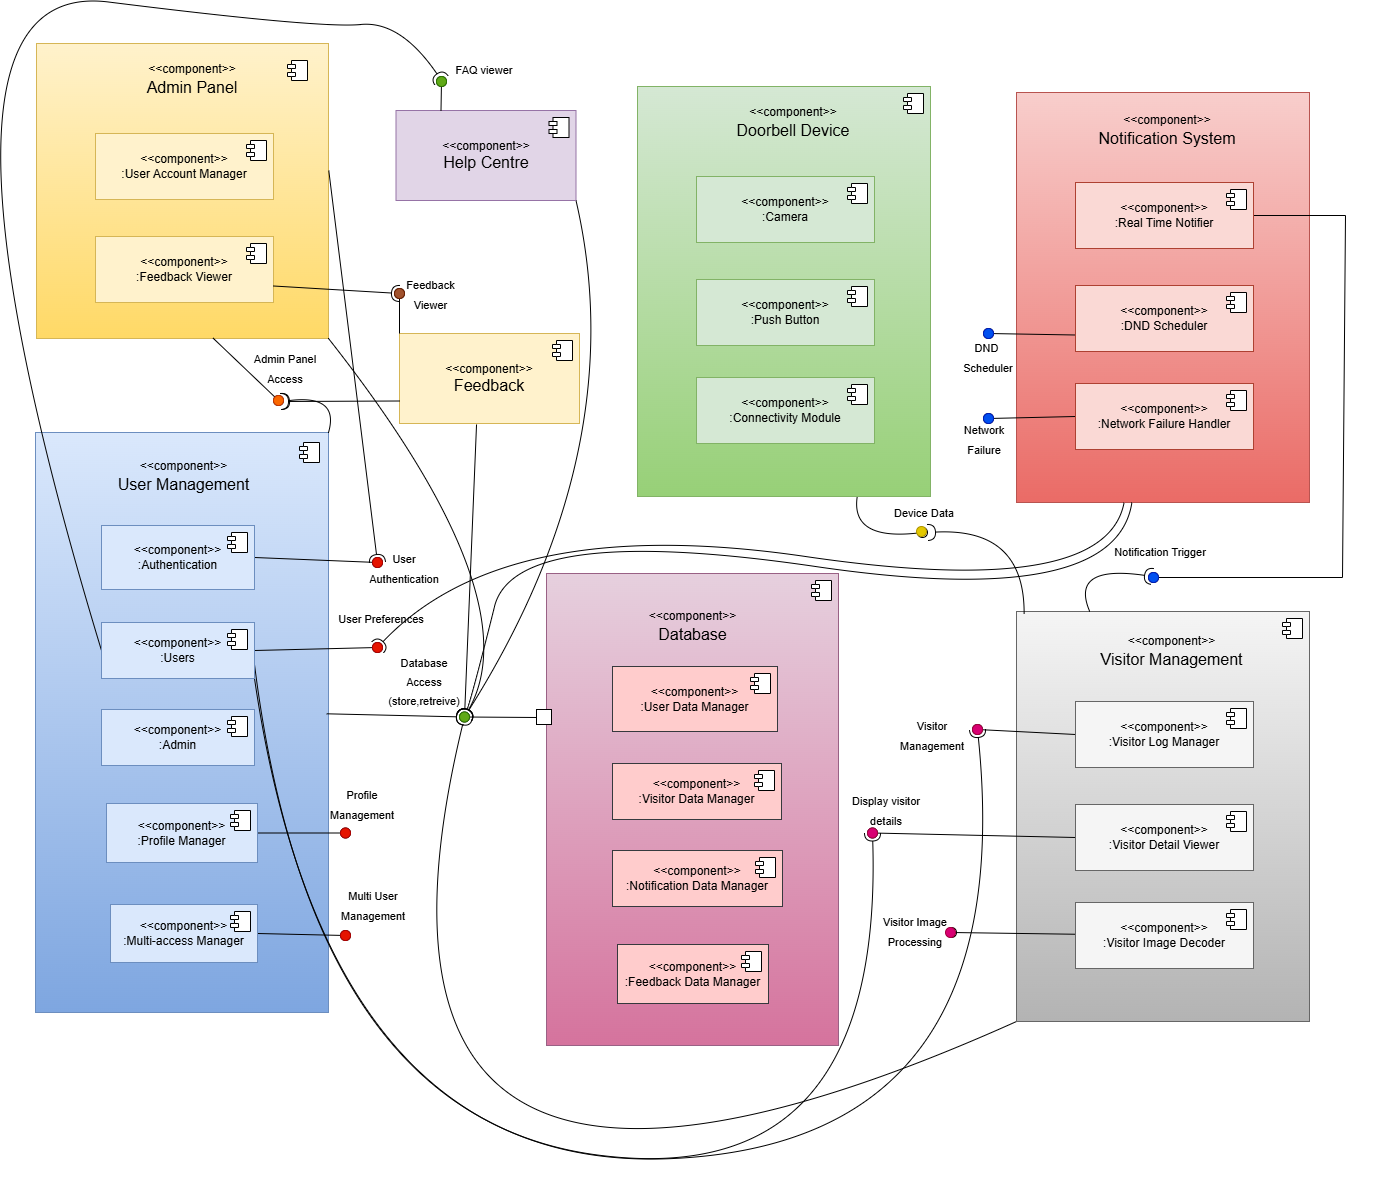 FAQ viewer
<<component>>
Admin Panel
<<component>>
:User Account Manager
<<component>>
:Feedback Viewer
<<component>>
Help Centre
Feedback
Viewer
<<component>>
Feedback
Admin Panel
Access
<<component>>
Doorbell Device
<<component>>
:Camera
<<component>>
:Push Button
<<component>>
:Connectivity Module
<<component>>
Notification System
<<component>>
:Real Time Notifier
<<component>>
:DND Scheduler
<<component>>
:Network Failure Handler
DND
Scheduler
Network
Failure
Device Data
Notification Trigger
<<component>>
User Management
<<component>>
:Authentication
<<component>>
:Users
<<component>>
:Admin
<<component>>
:Profile Manager
<<component>>
:Multi-access Manager
User
Authentication
User Preferences
Database
Access
(store,retreive)
Profile
Management
Multi User
Management
<<component>>
Database
<<component>>
:User Data Manager
<<component>>
:Visitor Data Manager
<<component>>
:Notification Data Manager
<<component>>
:Feedback Data Manager
Visitor
Management
Display visitor
details
Visitor Image
Processing
<<component>>
Visitor Management
<<component>>
:Visitor Log Manager
<<component>>
:Visitor Detail Viewer
<<component>>
:Visitor Image Decoder